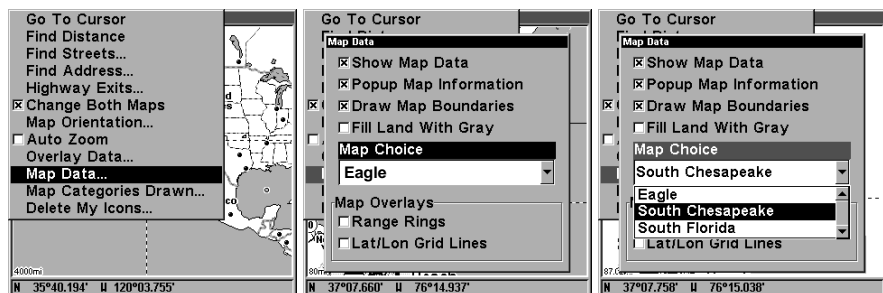 Go To Cursor
Find Distance
Find Streets...
Find Address...
Highway Exits...
Change Both Maps
Map Orientation...
Auto Zoom
Overlay Data...
Map Data...
Map Categories Drawn...
Delete My Icons...
4000mi
N 35°40.194' W 120°03.755'
Go To Cursor
Map Data
Show Map Data
Popup Map Information
Draw Map Boundaries
Fill Land With Gray
Map Choice
Eagle
Map Overlays
Range Rings
Lat/Lon Grid Lines
80mi
N 37°07.660' W 76°14.937'
Go To Cursor
Map Data
Show Map Data
Popup Map Information
Draw Map Boundaries
Fill Land With Gray
Map Choice
South Chesapeake
Eagle
South Chesapeake
South Florida
Lat/Lon Grid Lines
N 37°07.758' W 76°15.038'